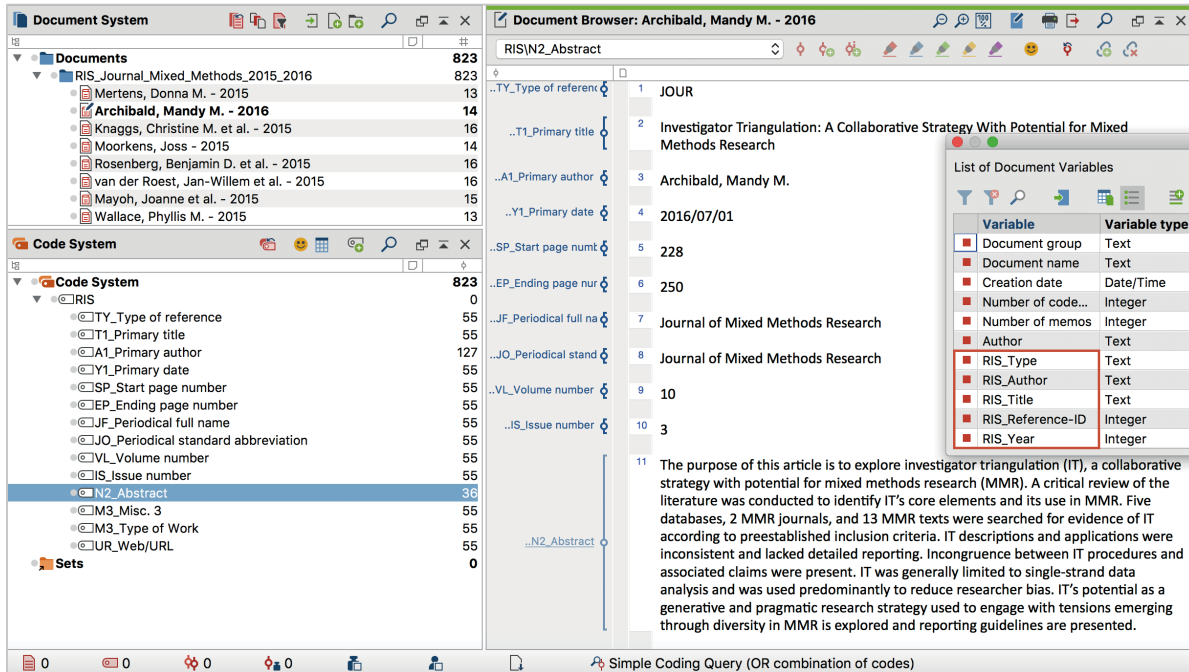 Document System
#
Documents 823
RIS_Journal_Mixed_Methods_2015_2016 823
Mertens, Donna M. - 2015 13
Archibald, Mandy M. - 2016 14
Knaggs, Christine M. et al. - 2015 16
Moorkens, Joss - 2015 14
Rosenberg, Benjamin D. et al. - 2015 16
van der Roest, Jan-Willem et al. - 2015 16
Mayoh, Joanne et al. - 2015 15
Wallace, Phyllis M. - 2015 13
Code System
Code System 823
RIS 0
TY_Type of reference 55
T1_Primary title 55
A1_Primary author 127
Y1_Primary date 55
SP_Start page number 55
EP_Ending page number 55
JF_Periodical full name 55
JO_Periodical standard abbreviation 55
VL_Volume number 55
IS_Issue number 55
N2_Abstract 36
M3_Misc. 3 55
M3_Type of Work 55
UR_Web/URL 55
Sets 0
0 0 0 0
Document Browser: Archibald, Mandy M. - 2016
100 %
RIS\N2_Abstract
..TY_Type of referenc 1 JOUR
..T1_Primary title 2 Investigator Triangulation: A Collaborative Strategy With Potential for Mixed
Methods Research
..A1_Primary author 3 Archibald, Mandy M.
..Y1_Primary date 4 2016/07/01
..SP_Start page numb 5 228
..EP_Ending page nur 6 250
..JF_Periodical full na 7 Journal of Mixed Methods Research
..JO_Periodical stand 8 Journal of Mixed Methods Research
..VL_Volume number 9 10
..IS_Issue number 10 3
..N2_Abstract 11 The purpose of this article is to explore investigator triangulation (IT), a collaborative
strategy with potential for mixed methods research (MMR). A critical review of the
literature was conducted to identify IT's core elements and its use in MMR. Five
databases, 2 MMR journals, and 13 MMR texts were searched for evidence of IT
according to preestablished inclusion criteria. IT descriptions and applications were
inconsistent and lacked detailed reporting. Incongruence between IT procedures and
associated claims were present. IT was generally limited to single-strand data
analysis and was used predominantly to reduce researcher bias. IT's potential as a
generative and pragmatic research strategy used to engage with tensions emerging
through diversity in MMR is explored and reporting guidelines are presented.
List of Document Variables
Variable Variable type
Document group Text
Document name Text
Creation date Date/Time
Number of code... Integer
Number of memos Integer
Author Text
RIS_Type Text
RIS_Author Text
RIS_Title Text
RIS_Reference-ID Integer
RIS_Year Integer
Simple Coding Query (OR combination of codes)